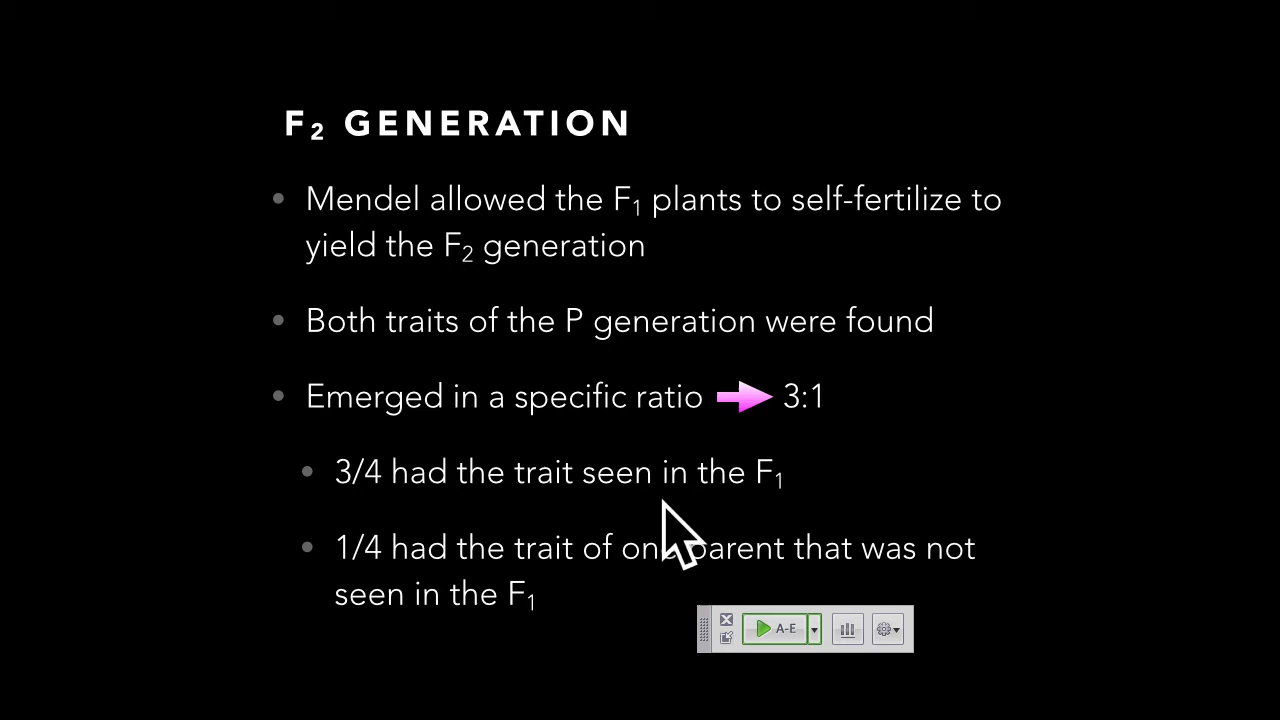 F₂ GENERATION
• Mendel allowed the F₁ plants to self-fertilize to
yield the F₂ generation
• Both traits of the P generation were found
• Emerged in a specific ratio 3:1
• 3/4 had the trait seen in the F₁
• 1/4 had the trait of one parent that was not
seen in the F₁
A-E